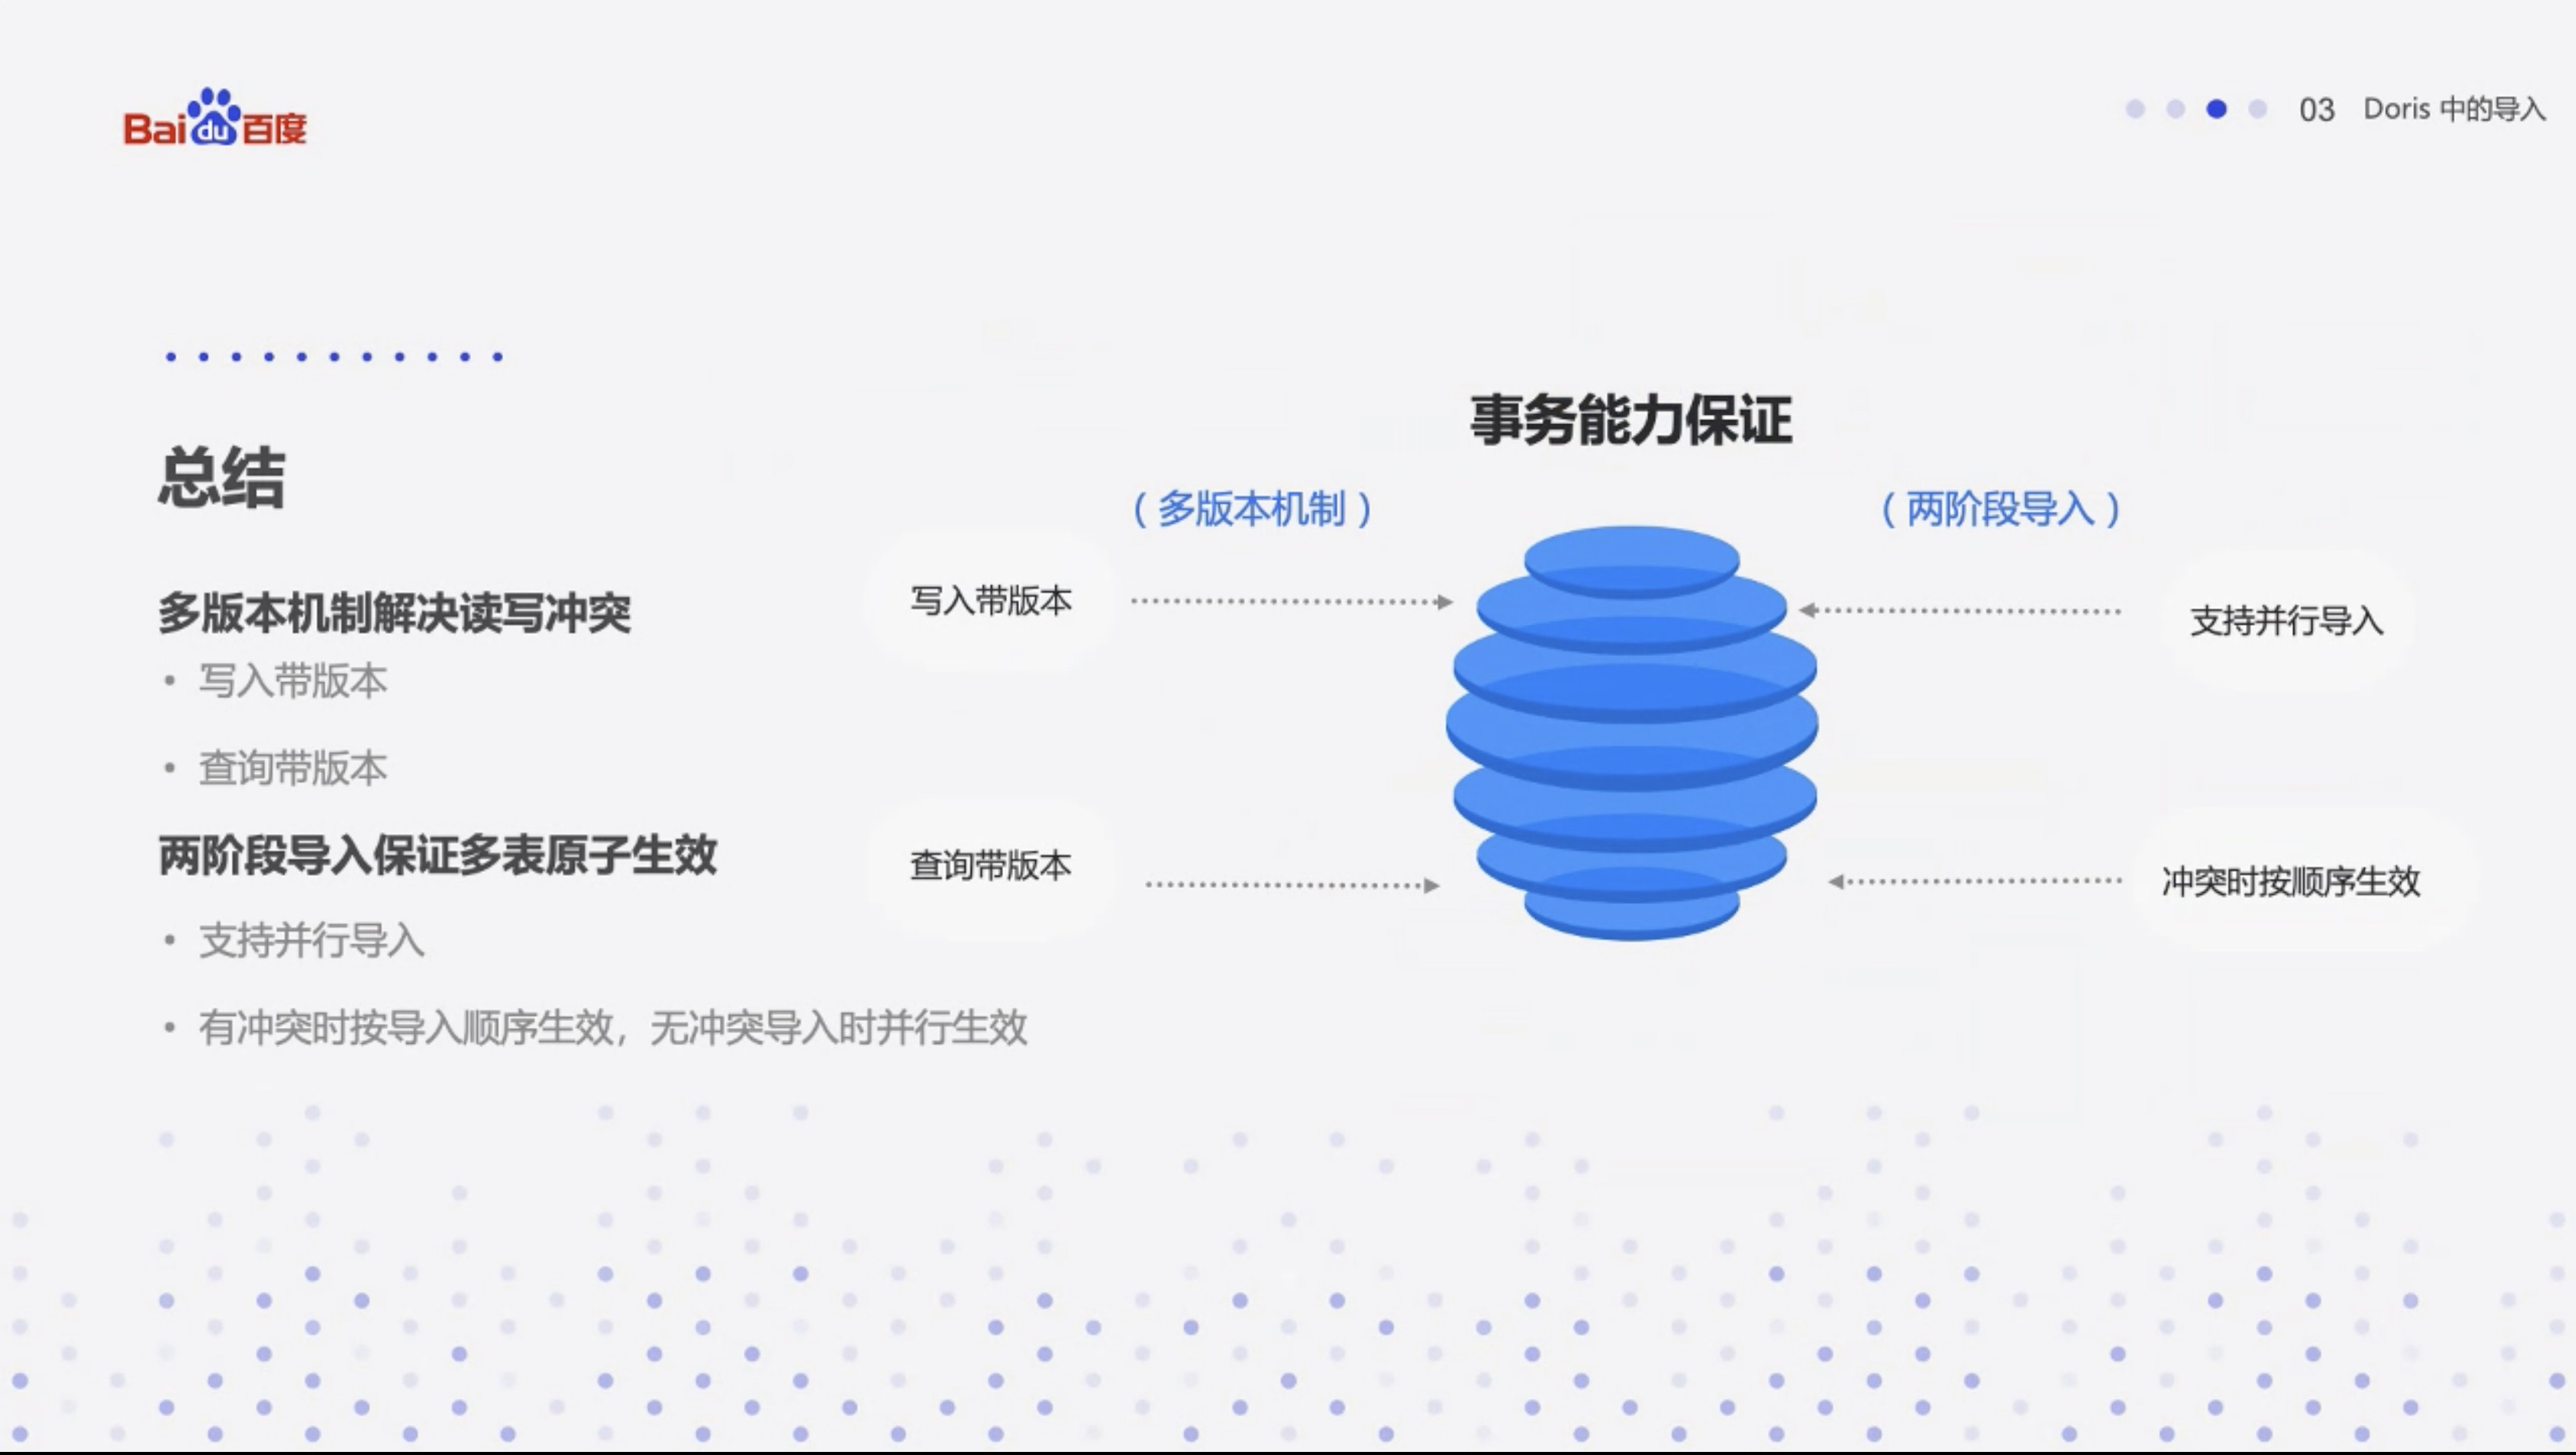 Bai du 百度
03 Doris 中的导入
总结
多版本机制解决读写冲突
• 写入带版本
• 查询带版本
两阶段导入保证多表原子生效
• 支持并行导入
• 有冲突时按导入顺序生效，无冲突导入时并行生效
事务能力保证
（多版本机制）
（两阶段导入）
写入带版本
支持并行导入
查询带版本
冲突时按顺序生效